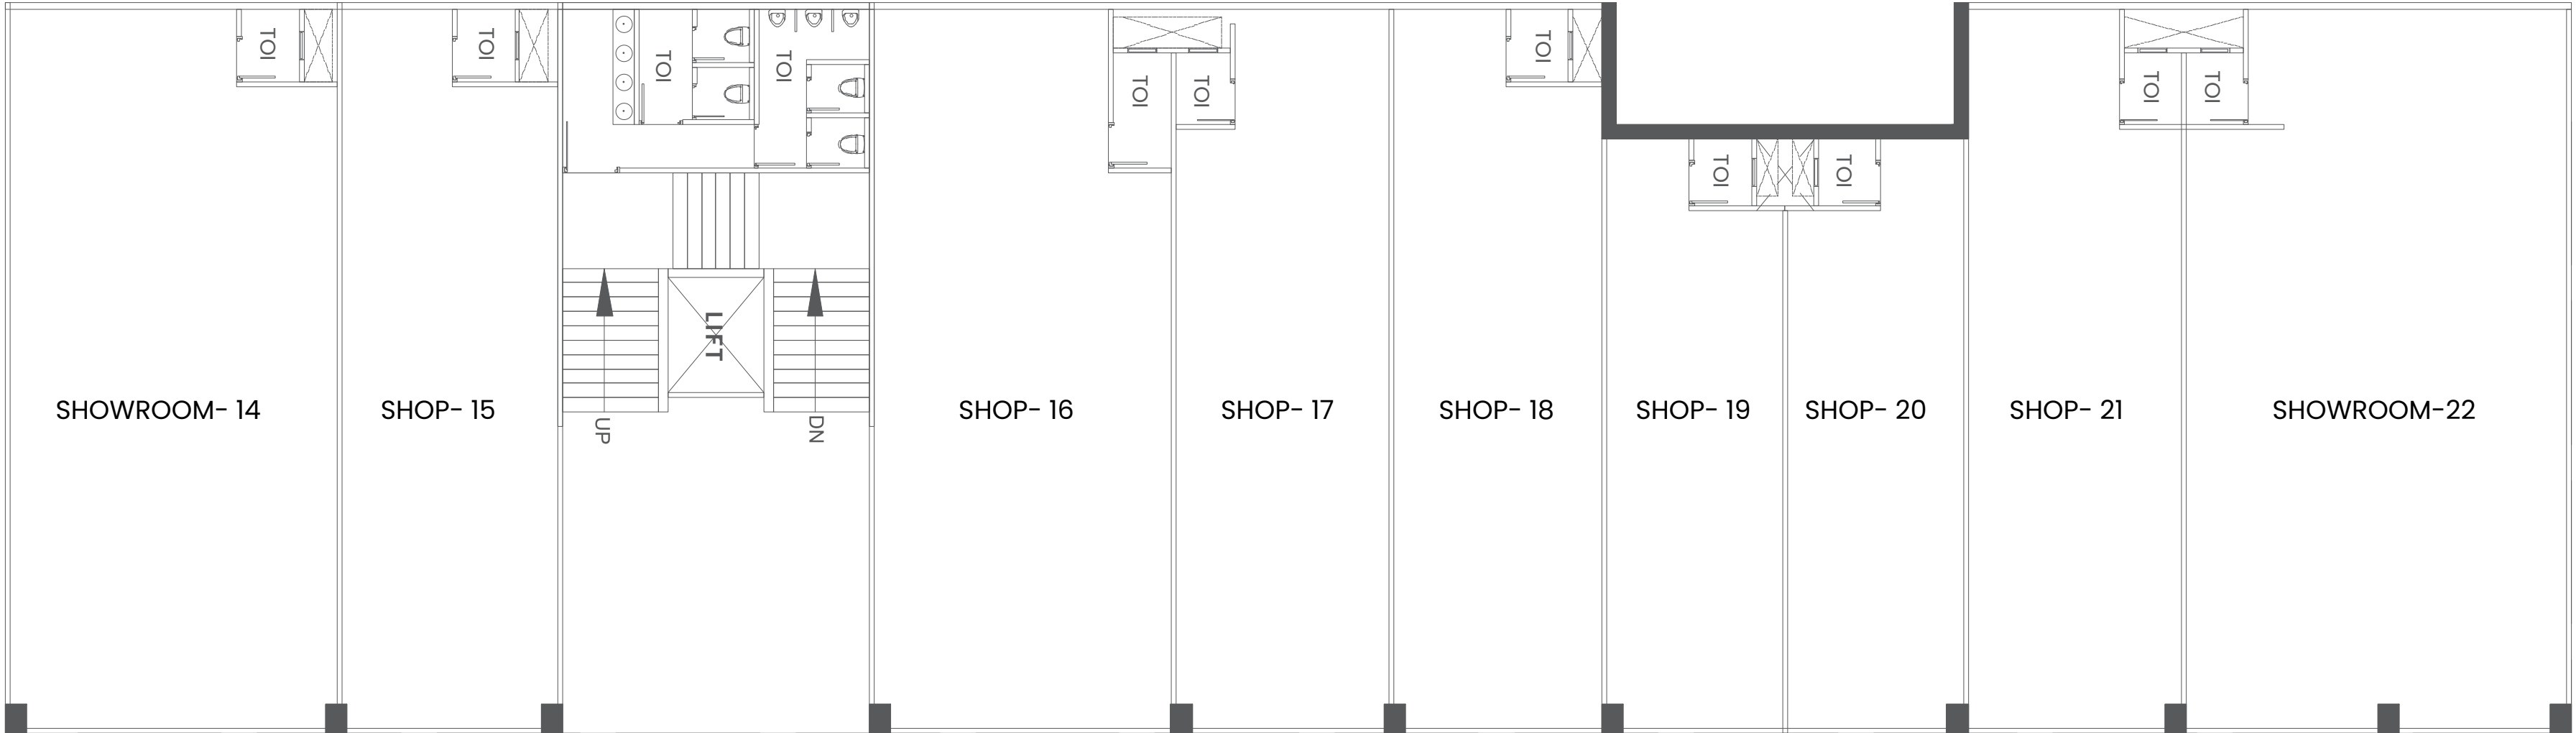 TOI
TOI
TOI
TOI
TOI
TOI
TOI
TOI
TOI
TOI
TOI
LIFT
SHOWROOM- 14
SHOP- 15
UP
DN
SHOP- 16
SHOP- 17
SHOP- 18
SHOP- 19
SHOP- 20
SHOP- 21
SHOWROOM-22